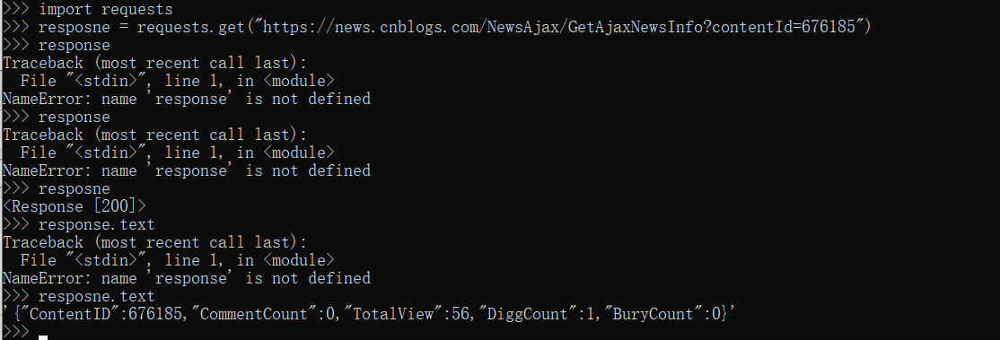 >>> import requests
>>> resposne = requests.get("https://news.cnblogs.com/NewsAjax/GetAjaxNewsInfo?contentId=676185")
>>> response
Traceback (most recent call last):
  File "<stdin>", line 1, in <module>
NameError: name 'response' is not defined
>>> response
Traceback (most recent call last):
  File "<stdin>", line 1, in <module>
NameError: name 'response' is not defined
>>> resposne
<Response [200]>
>>> response.text
Traceback (most recent call last):
  File "<stdin>", line 1, in <module>
NameError: name 'response' is not defined
>>> resposne.text
'{"ContentID":676185,"CommentCount":0,"TotalView":56,"DiggCount":1,"BuryCount":0}'
>>>